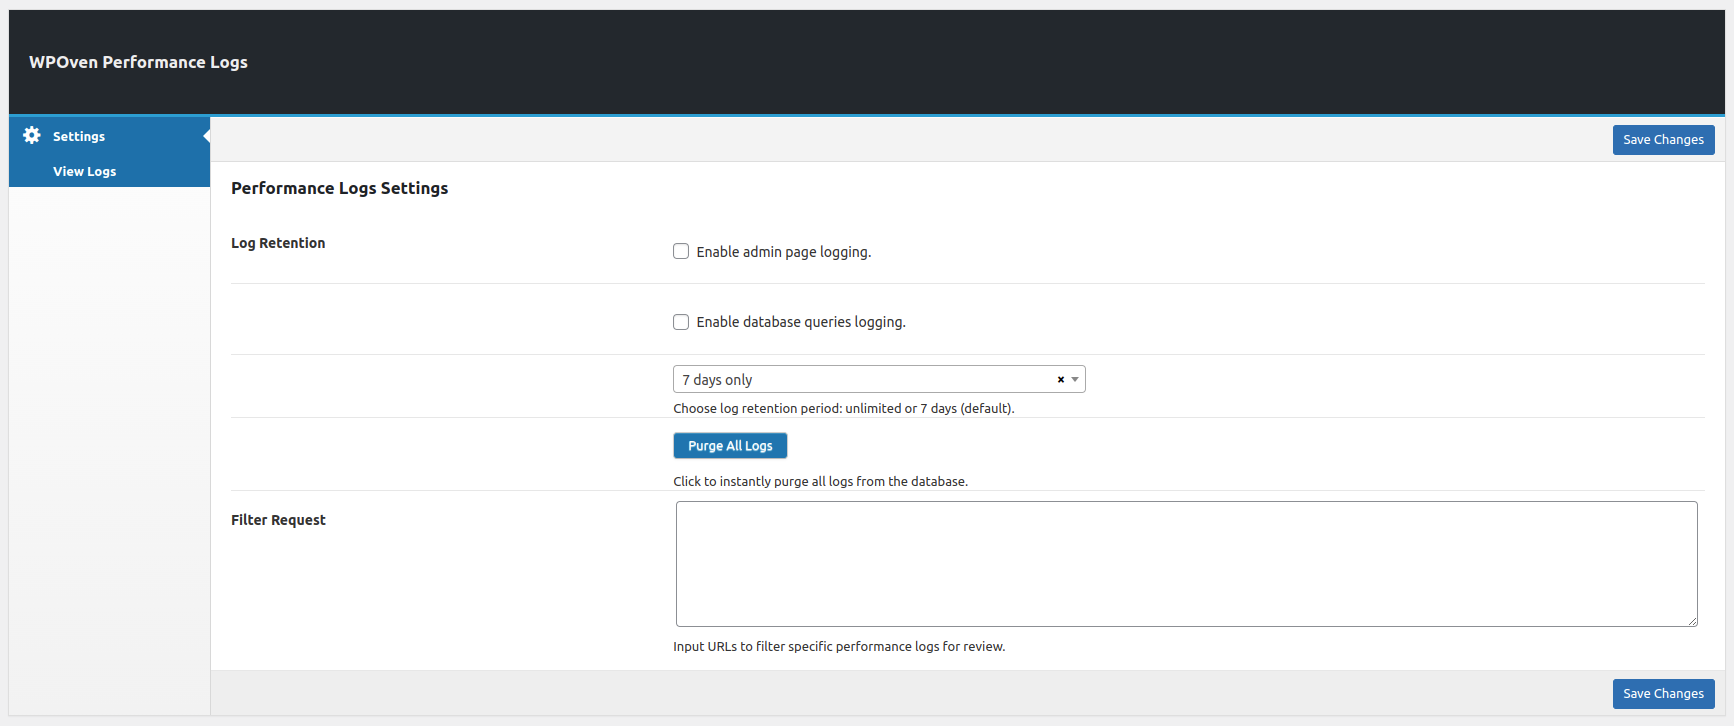 WPOven Performance Logs
Settings
View Logs
Save Changes
Performance Logs Settings
Log Retention
Enable admin page logging.
Enable database queries logging.
7 days only
Choose log retention period: unlimited or 7 days (default).
Purge All Logs
Click to instantly purge all logs from the database.
Filter Request
Input URLs to filter specific performance logs for review.
Save Changes